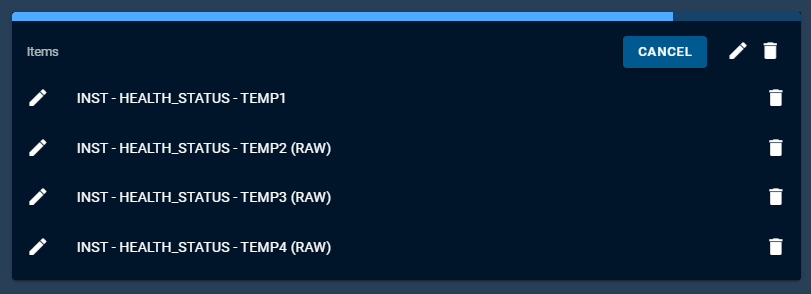 Items
CANCEL
INST - HEALTH_STATUS - TEMP1
INST - HEALTH_STATUS - TEMP2 (RAW)
INST - HEALTH_STATUS - TEMP3 (RAW)
INST - HEALTH_STATUS - TEMP4 (RAW)